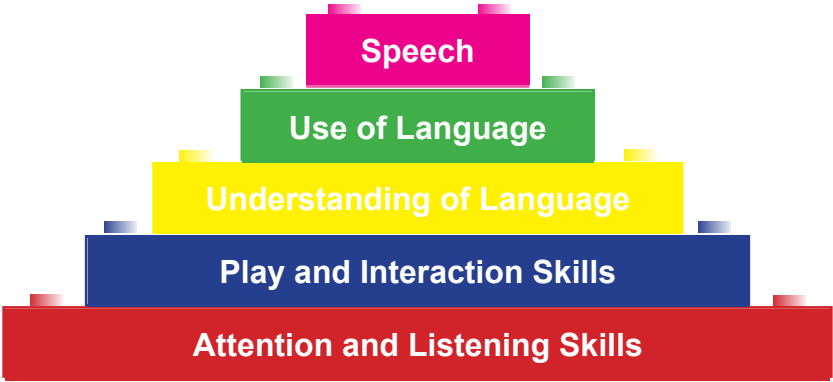 Speech
Use of Language
Understanding of Language
Play and Interaction Skills
Attention and Listening Skills